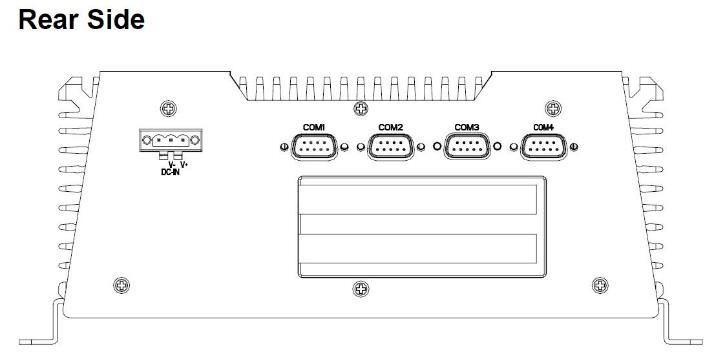 Rear Side
COM1 COM2 COM3 COM4
V- V+
DC-IN